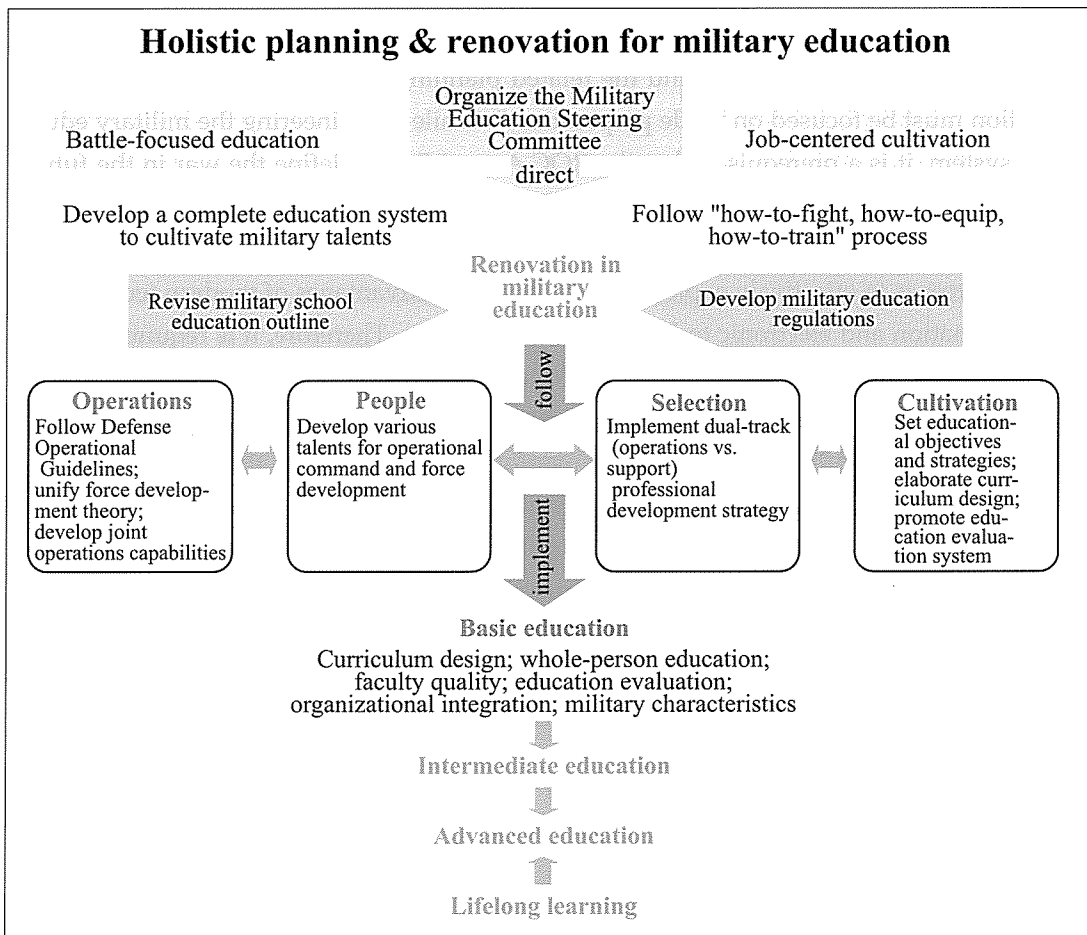 Holistic planning & renovation for military education
Organize the Military
Education Steering
Committee
Battle-focused education
Job-centered cultivation
direct
Develop a complete education system
to cultivate military talents
Follow "how-to-fight, how-to-equip,
how-to-train" process
Renovation in
military
education
Revise military school
education outline
Develop military education
regulations
follow
Operations
Follow Defense
Operational
Guidelines;
unify force develop-
ment theory;
develop joint
operations capabilities
People
Develop various
talents for operational
command and force
development
Selection
Implement dual-track
(operations vs.
support)
professional
development strategy
Cultivation
Set education-
al objectives
and strategies;
elaborate curr-
iculum design;
promote edu-
cation evalua-
tion system
implement
Basic education
Curriculum design; whole-person education;
faculty quality; education evaluation;
organizational integration; military characteristics
Intermediate education
Advanced education
Lifelong learning